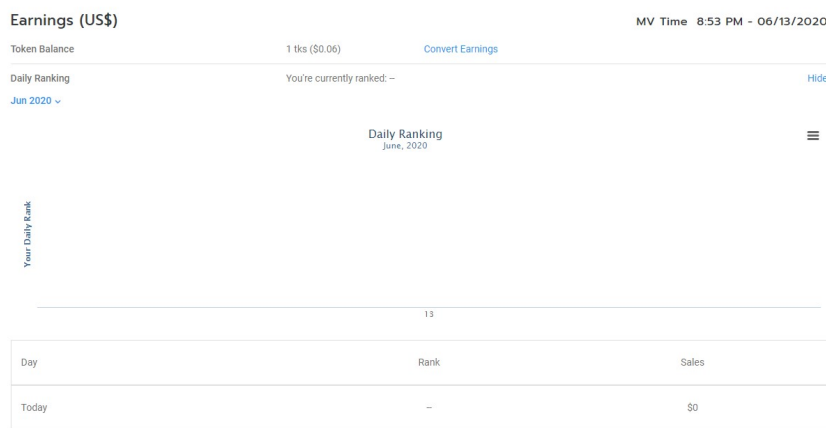 Earnings (US$)
MV Time 8:53 PM - 06/13/2020
Token Balance 1 tks ($0.06) Convert Earnings
Daily Ranking You're currently ranked: – Hide
Jun 2020
Daily Ranking
June, 2020
Your Daily Rank
13
Day Rank Sales
Today – $0